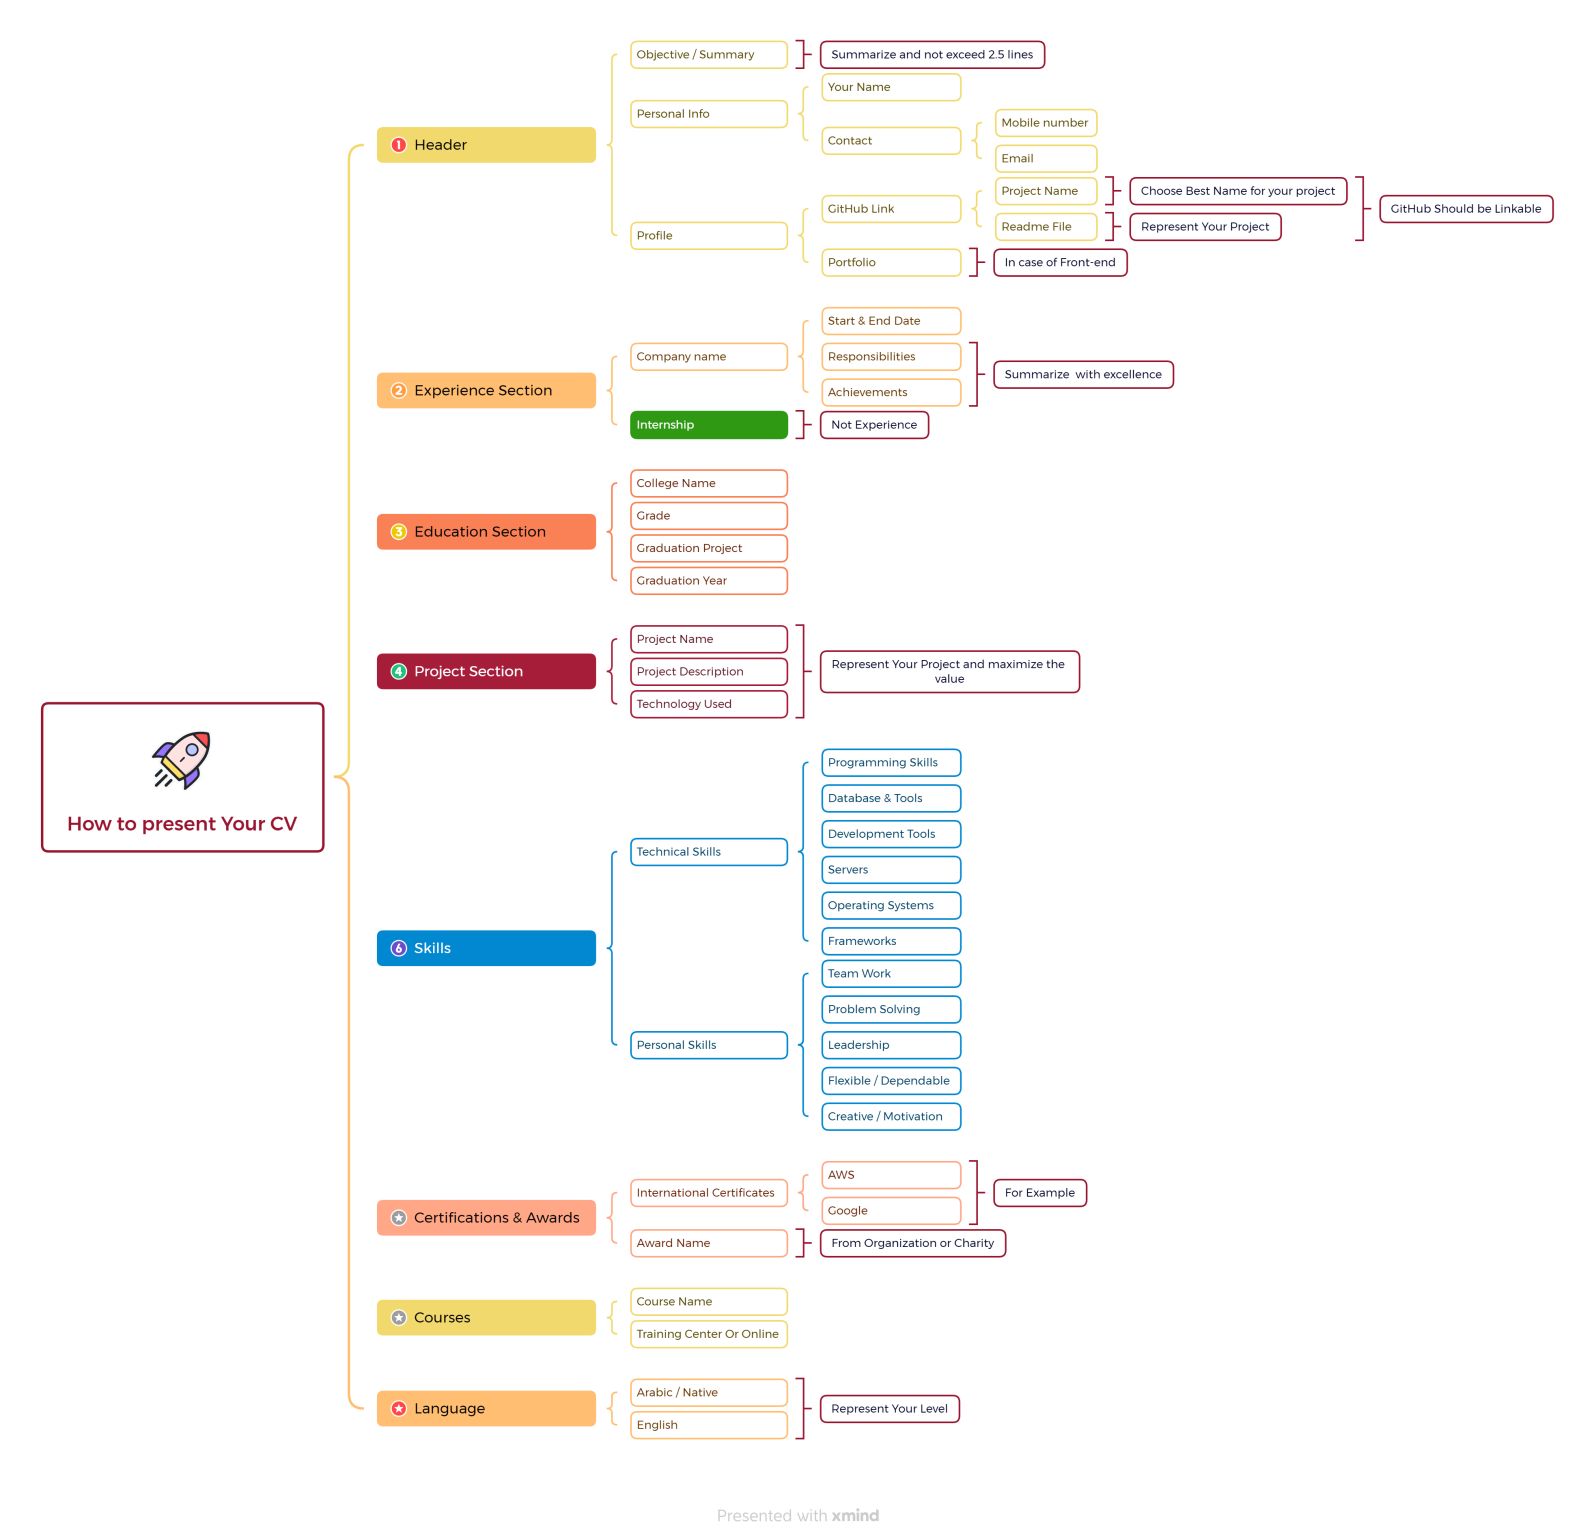 Objective / Summary
Summarize and not exceed 2.5 lines
Personal Info
Your Name
Contact
Mobile number
Email
1 Header
Profile
GitHub Link
Project Name
Choose Best Name for your project
Readme File
Represent Your Project
GitHub Should be Linkable
Portfolio
In case of Front-end
2 Experience Section
Company name
Start & End Date
Responsibilities
Achievements
Summarize  with excellence
Internship
Not Experience
3 Education Section
College Name
Grade
Graduation Project
Graduation Year
4 Project Section
Project Name
Project Description
Technology Used
Represent Your Project and maximize the
value
How to present Your CV
6 Skills
Technical Skills
Programming Skills
Database & Tools
Development Tools
Servers
Operating Systems
Frameworks
Personal Skills
Team Work
Problem Solving
Leadership
Flexible / Dependable
Creative / Motivation
Certifications & Awards
International Certificates
AWS
Google
For Example
Award Name
From Organization or Charity
Courses
Course Name
Training Center Or Online
Language
Arabic / Native
English
Represent Your Level
Presented with xmind